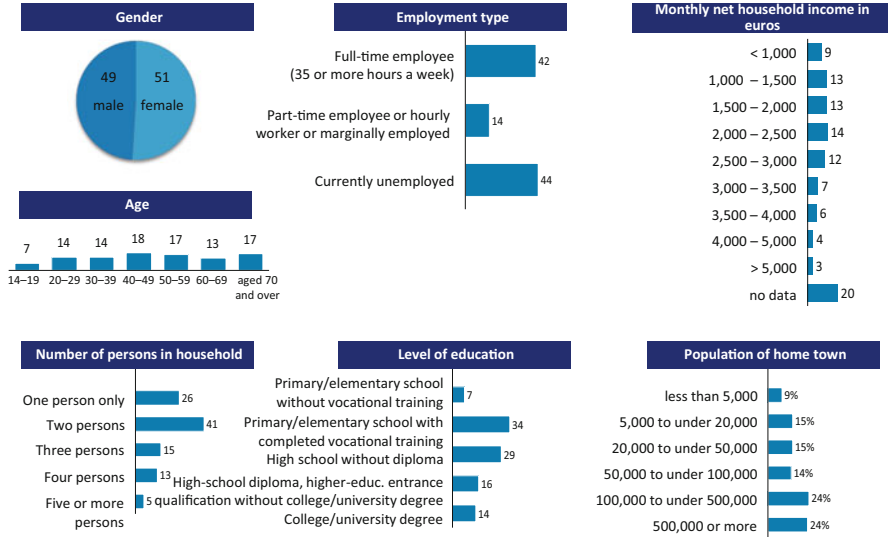 Gender
49
male
51
female
Age
7
14
14
18
17
13
17
14–19
20–29
30–39
40–49
50–59
60–69
aged 70
and over
Employment type
Full-time employee
(35 or more hours a week)
42
Part-time employee or hourly
worker or marginally employed
14
Currently unemployed
44
Monthly net household income in
euros
< 1,000
9
1,000 – 1,500
13
1,500 – 2,000
13
2,000 – 2,500
14
2,500 – 3,000
12
3,000 – 3,500
7
3,500 – 4,000
6
4,000 – 5,000
4
> 5,000
3
no data
20
Number of persons in household
One person only
26
Two persons
41
Three persons
15
Four persons
13
Five or more
persons
5
Level of education
Primary/elementary school
without vocational training
7
Primary/elementary school with
completed vocational training
34
High school without diploma
29
High-school diploma, higher-educ. entrance
qualification without college/university degree
16
College/university degree
14
Population of home town
less than 5,000
9%
5,000 to under 20,000
15%
20,000 to under 50,000
15%
50,000 to under 100,000
14%
100,000 to under 500,000
24%
500,000 or more
24%